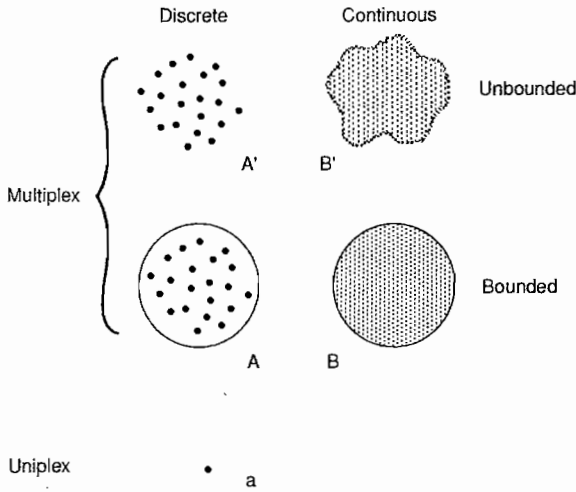 Discrete Continuous
Unbounded
A' B'
Multiplex
Bounded
A B
Uniplex
a